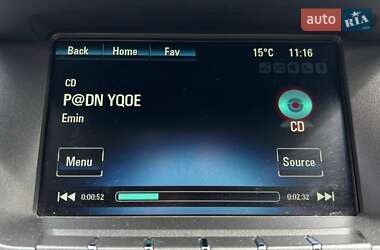 auto RIA
Back Home Fav 15°C 11:16
CD
P@DN YQOE
Emin
CD
Menu Source
0:00:52 0:02:32